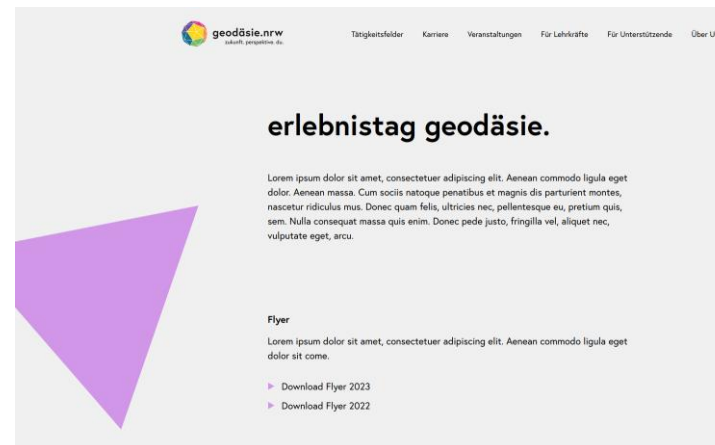 geodäsie.nrw
zukunft. perspektive. du.
Tätigkeitsfelder Karriere Veranstaltungen Für Lehrkräfte Für Unterstützende Über U
erlebnistag geodäsie.
Lorem ipsum dolor sit amet, consectetuer adipiscing elit. Aenean commodo ligula eget
dolor. Aenean massa. Cum sociis natoque penatibus et magnis dis parturient montes,
nascetur ridiculus mus. Donec quam felis, ultricies nec, pellentesque eu, pretium quis,
sem. Nulla consequat massa quis enim. Donec pede justo, fringilla vel, aliquet nec,
vulputate eget, arcu.
Flyer
Lorem ipsum dolor sit amet, consectetuer adipiscing elit. Aenean commodo ligula eget
dolor sit come.
Download Flyer 2023
Download Flyer 2022